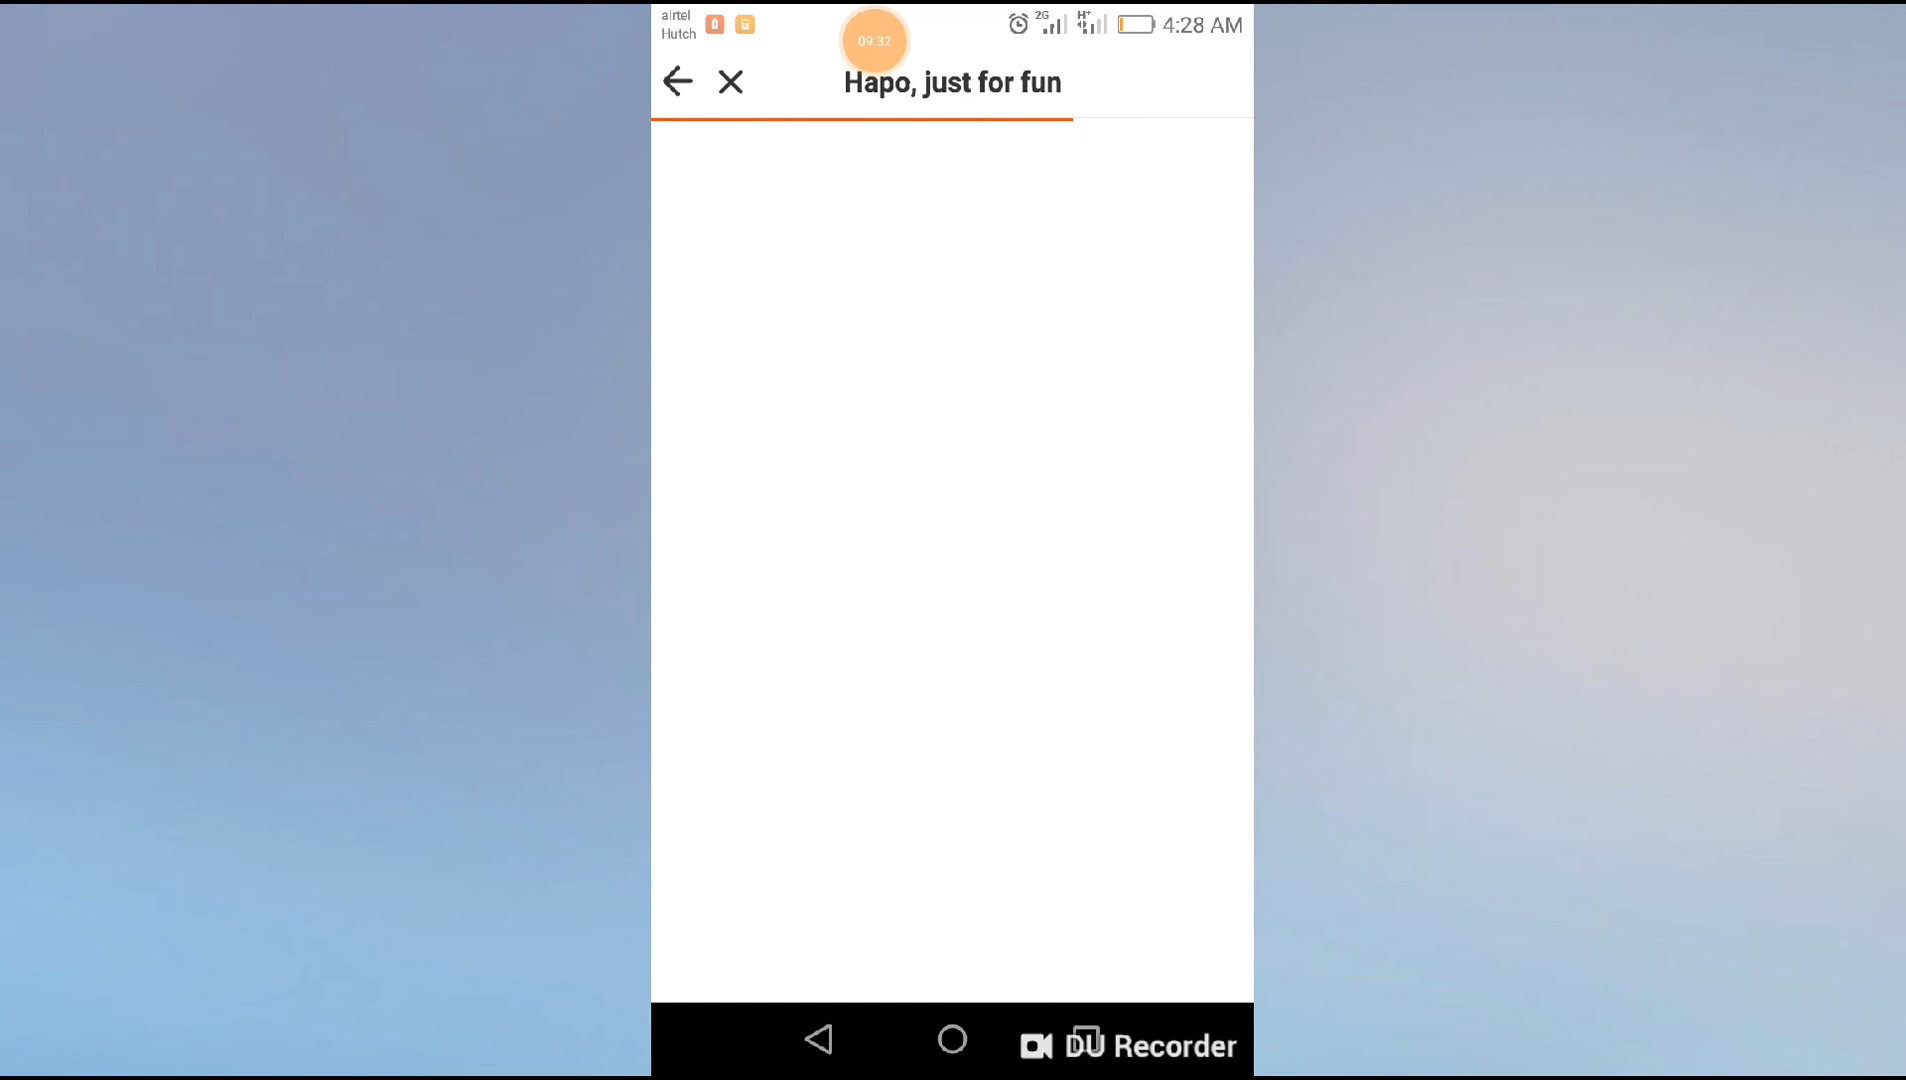 airtel
Hutch
09:32
2G
H+
4:28 AM
Hapo, just for fun
DU Recorder